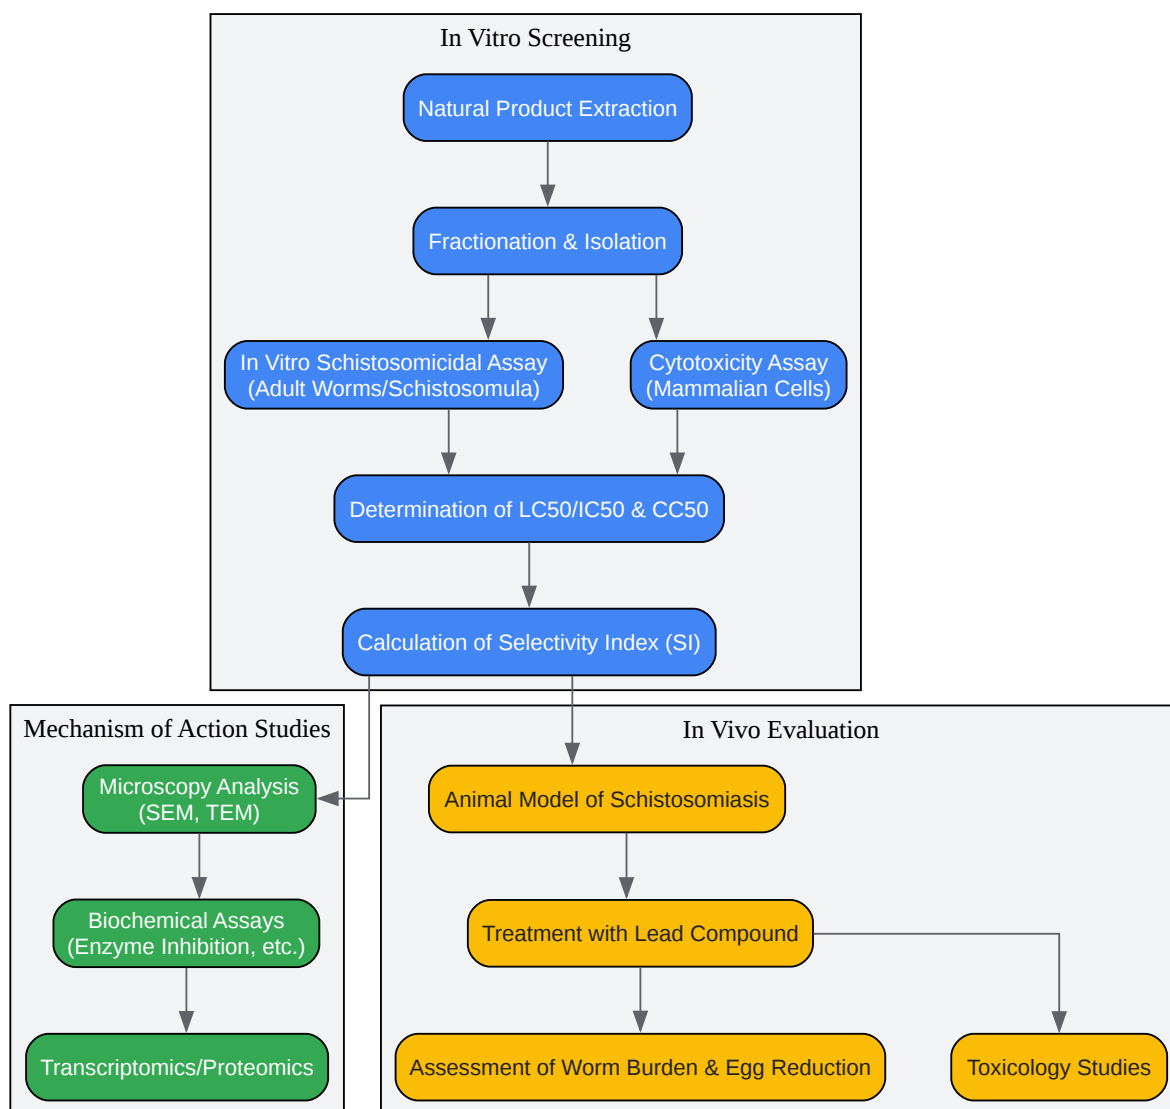 In Vitro Screening
Natural Product Extraction
Fractionation & Isolation
In Vitro Schistosomicidal Assay
(Adult Worms/Schistosomula)
Cytotoxicity Assay
(Mammalian Cells)
Determination of LC50/IC50 & CC50
Calculation of Selectivity Index (SI)
Mechanism of Action Studies
Microscopy Analysis
(SEM, TEM)
Biochemical Assays
(Enzyme Inhibition, etc.)
Transcriptomics/Proteomics
In Vivo Evaluation
Animal Model of Schistosomiasis
Treatment with Lead Compound
Assessment of Worm Burden & Egg Reduction
Toxicology Studies